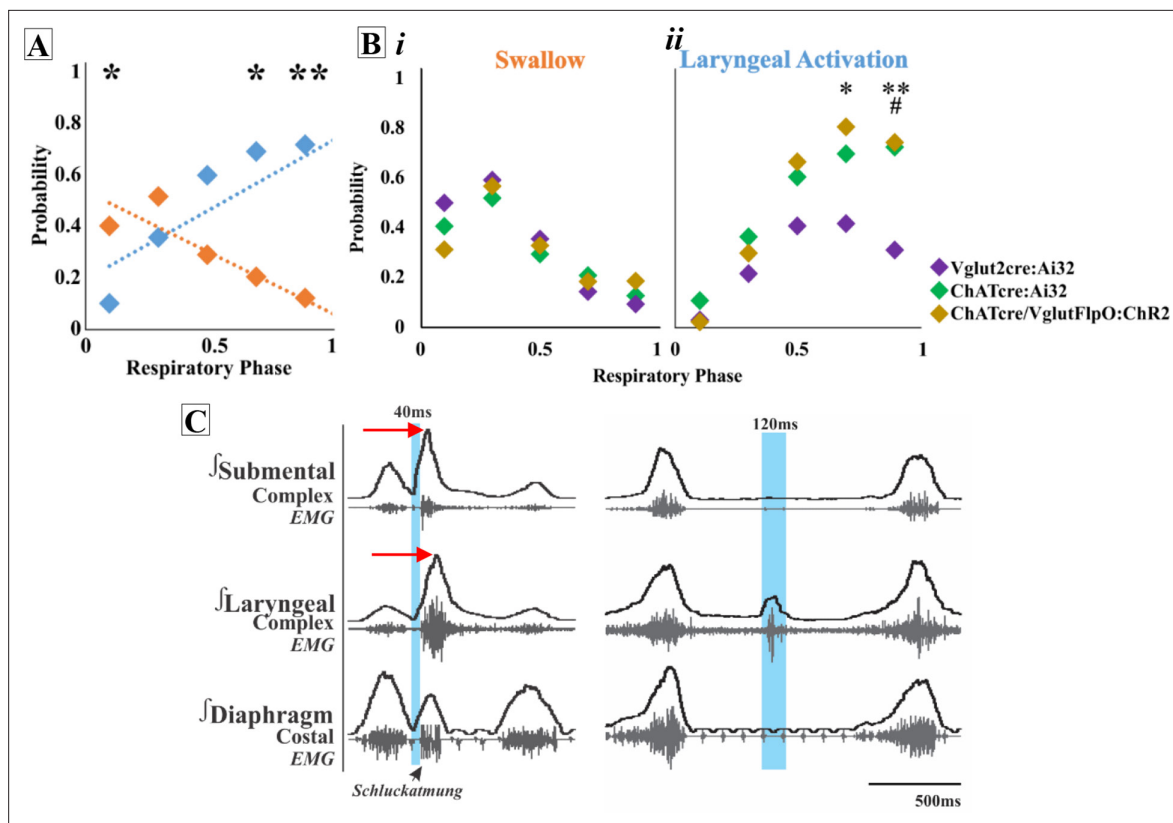 A
1
0.8
0.6
0.4
0.2
0
Probability
* * **
0 0.5 1
Respiratory Phase
B i
Swallow
1
0.8
0.6
0.4
0.2
0
Probability
0 0.5 1
ii
Laryngeal Activation
* **
#
0 0.5 1
Respiratory Phase
Vglut2cre:Ai32
ChATcre:Ai32
ChATcre/VglutFlpO:ChR2
C
40ms 120ms
∫Submental
Complex
EMG
∫Laryngeal
Complex
EMG
∫Diaphragm
Costal
EMG
Schluckatmung
500ms